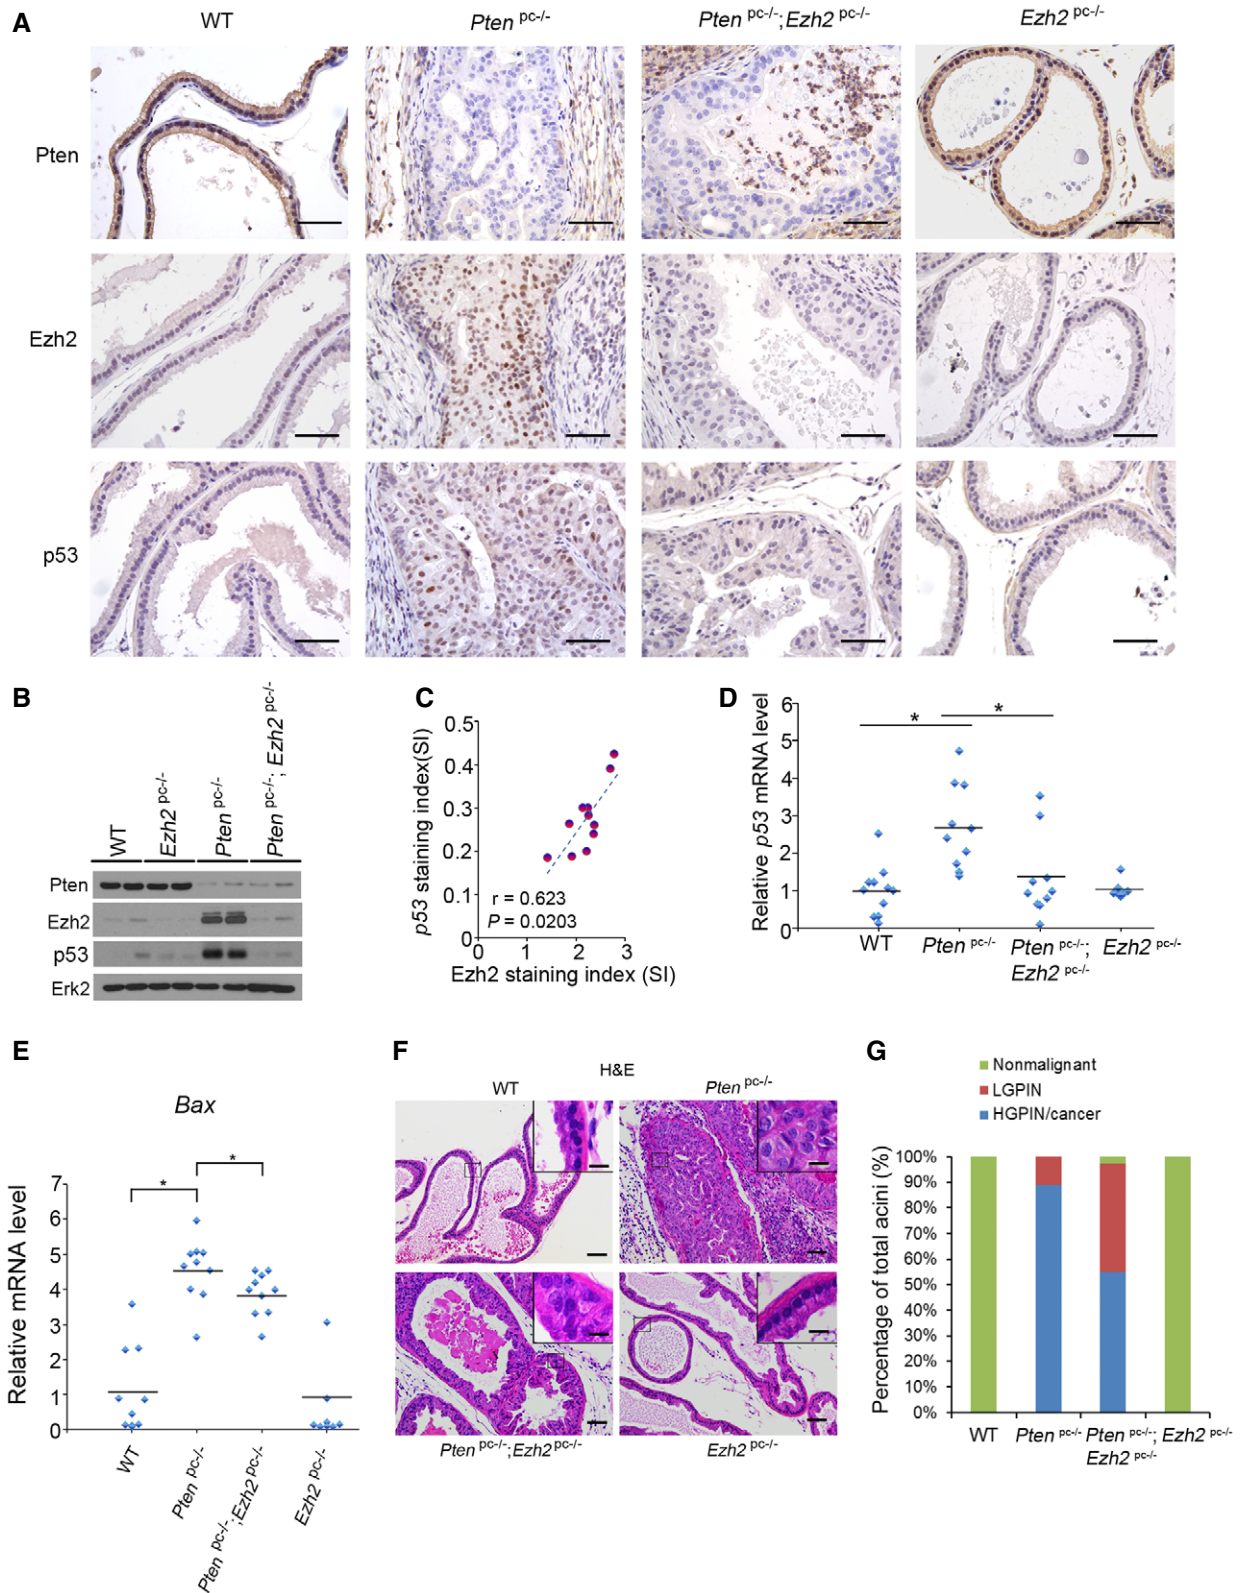 A
WT
Pten pc-/-
Pten pc-/-;Ezh2 pc-/-
Ezh2 pc-/-
Pten
Ezh2
p53
B
WT
Ezh2 pc-/-
Pten pc-/-
Pten pc-/-; Ezh2 pc-/-
Pten
Ezh2
p53
Erk2
C
p53 staining index(SI)
0.5
0.4
0.3
0.2
0.1
0
r = 0.623
P = 0.0203
0 1 2 3
Ezh2 staining index (SI)
D
Relative p53 mRNA level
6
5
4
3
2
1
0
* *
WT
Pten pc-/-
Pten pc-/-;
Ezh2 pc-/-
Ezh2 pc-/-
E
Bax
Relative mRNA level
7
6
5
4
3
2
1
0
* *
WT
Pten pc-/-
Pten pc-/-;Ezh2 pc-/-
Ezh2 pc-/-
F
H&E
WT
Pten pc-/-
Pten pc-/-;Ezh2 pc-/-
Ezh2 pc-/-
G
Nonmalignant
LGPIN
HGPIN/cancer
Percentage of total acini (%)
100%
90%
80%
70%
60%
50%
40%
30%
20%
10%
0%
WT
Pten pc-/-
Pten pc-/-;
Ezh2 pc-/-
Ezh2 pc-/-